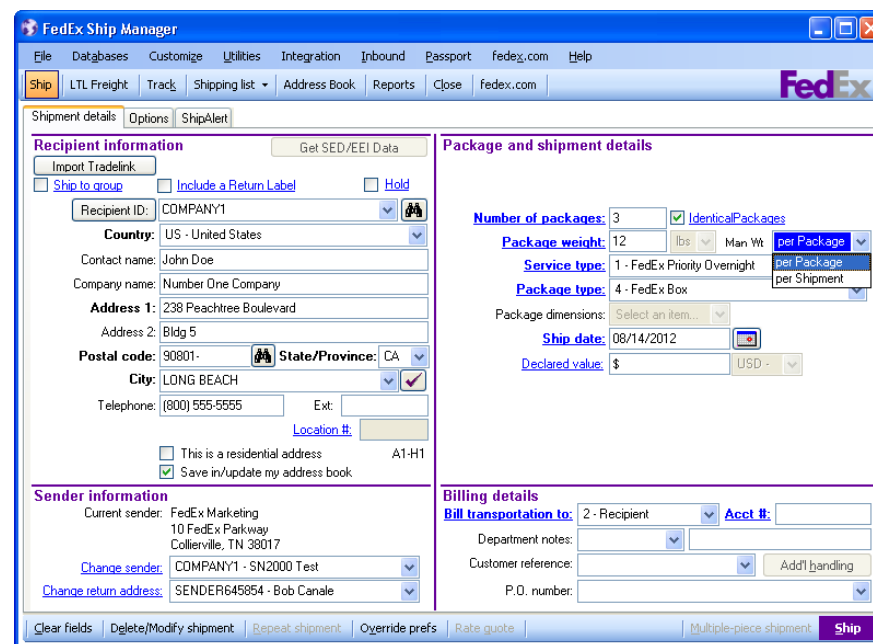 FedEx Ship Manager
File Databases Customize Utilities Integration Inbound Passport fedex.com Help
Ship LTL Freight Track Shipping list Address Book Reports Close fedex.com FedEx
Shipment details Options ShipAlert
Recipient information Get SED/EEI Data
Import Tradelink
Ship to group Include a Return Label Hold
Recipient ID: COMPANY1
Country: US - United States
Contact name: John Doe
Company name: Number One Company
Address 1: 238 Peachtree Boulevard
Address 2: Bldg 5
Postal code: 90801- State/Province: CA
City: LONG BEACH
Telephone: (800) 555-5555 Ext:
Location #:
This is a residential address A1-H1
Save in/update my address book
Package and shipment details
Number of packages: 3 IdenticalPackages
Package weight: 12 lbs Man Wt per Package
per Package
per Shipment
Service type: 1 - FedEx Priority Overnight
Package type: 4 - FedEx Box
Package dimensions: Select an item...
Ship date: 08/14/2012
Declared value: $ USD -
Sender information
Current sender: FedEx Marketing
10 FedEx Parkway
Collierville, TN 38017
Change sender: COMPANY1 - SN2000 Test
Change return address: SENDER645854 - Bob Canale
Billing details
Bill transportation to: 2 - Recipient Acct #:
Department notes:
Customer reference: Add'l handling
P.O. number:
Clear fields Delete/Modify shipment Repeat shipment Override prefs Rate quote Multiple-piece shipment Ship